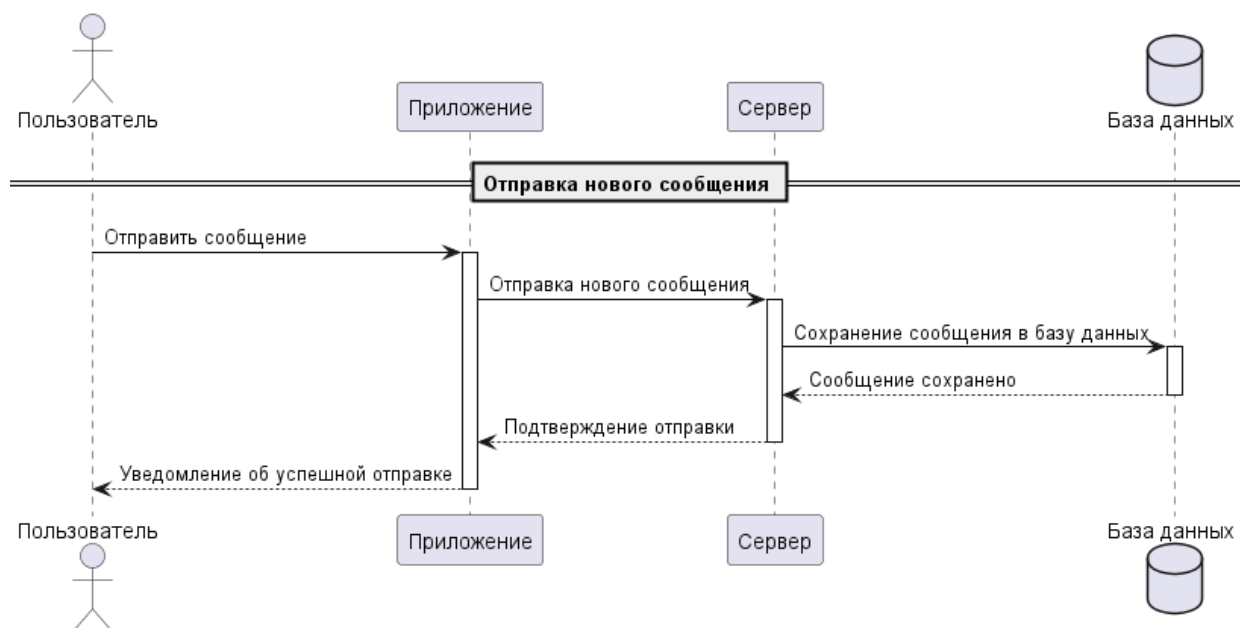 Пользователь
Приложение
Сервер
База данных
Отправка нового сообщения
Отправить сообщение
Отправка нового сообщения
Сохранение сообщения в базу данных
Сообщение сохранено
Подтверждение отправки
Уведомление об успешной отправке
Пользователь
Приложение
Сервер
База данных